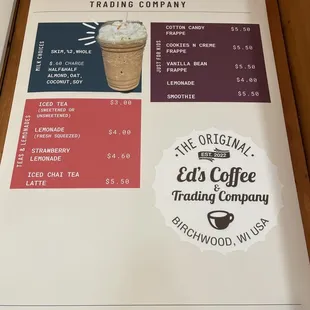 TRADING COMPANY
MILK CHOICES
SKIM, %2, WHOLE
$.60 CHARGE
HALF&HALF
ALMOND, OAT,
COCONUT, SOY
JUST FOR KIDS
COTTON CANDY FRAPPE $5.50
COOKIES N CREME FRAPPE $5.50
VANILLA BEAN FRAPPE $5.50
LEMONADE $4.00
SMOOTHIE $5.50
TEAS & LEMONADES
ICED TEA $3.00
(SWEETENED OR
UNSWEETENED)
LEMONADE $4.00
(FRESH SQUEEZED)
STRAWBERRY LEMONADE $4.60
ICED CHAI TEA LATTE $5.50
THE ORIGINAL
EST. 2022
Ed's Coffee
& Trading Company
BIRCHWOOD, WI USA